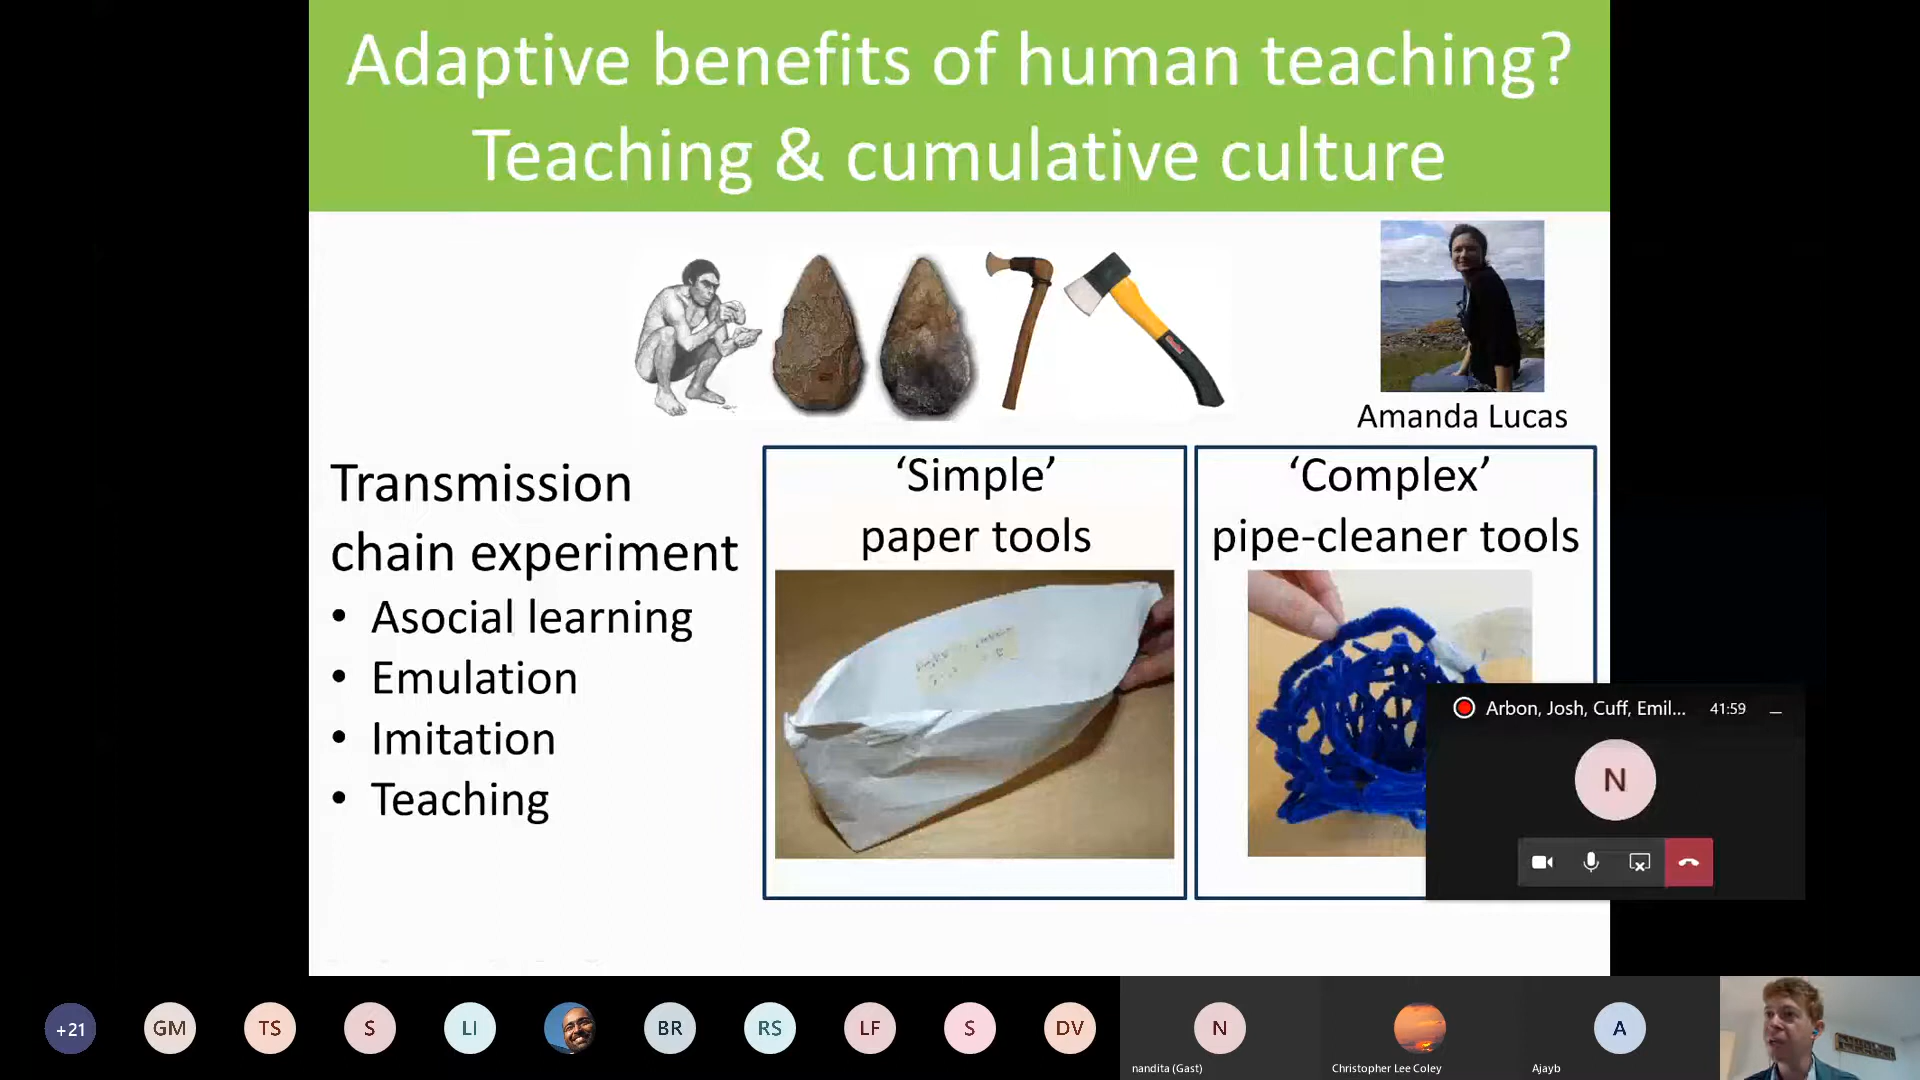 Adaptive benefits of human teaching?
Teaching & cumulative culture
Amanda Lucas
Transmission
chain experiment
• Asocial learning
• Emulation
• Imitation
• Teaching
‘Simple’
paper tools
‘Complex’
pipe-cleaner tools
Arbon, Josh, Cuff, Emil... 41:59
N
+21
GM
TS
S
LI
BR
RS
LF
S
DV
N
nandita (Gast)
Christopher Lee Coley
A
Ajayb